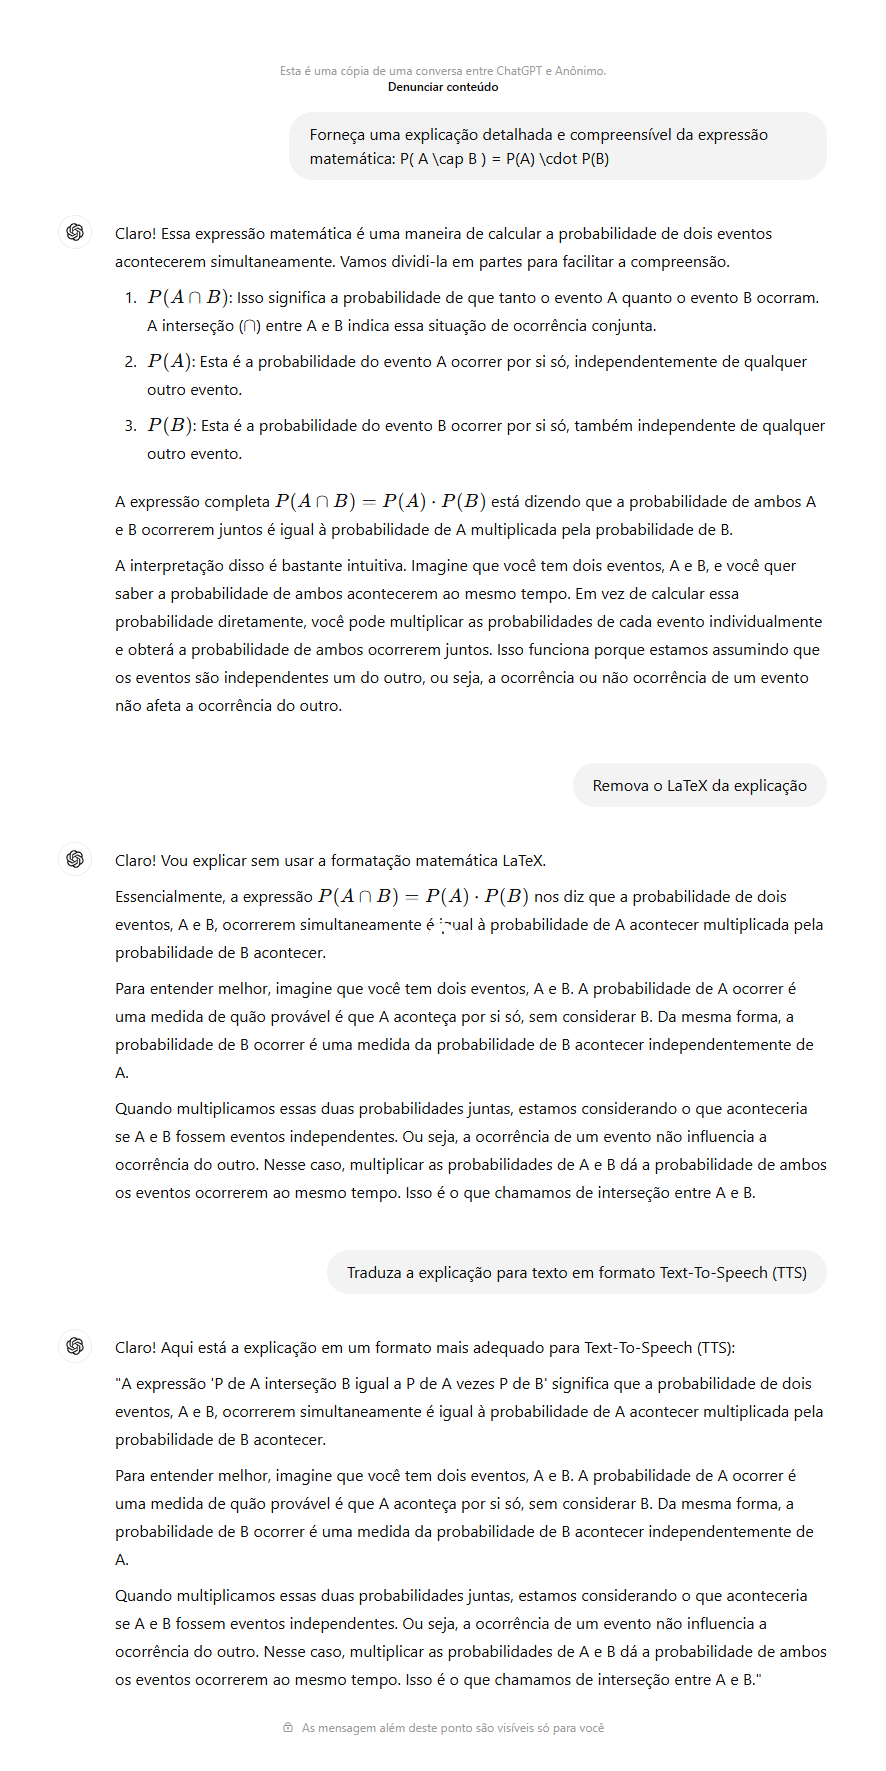 Esta é uma cópia de uma conversa entre ChatGPT e Anônimo.
Denunciar conteúdo
Forneça uma explicação detalhada e compreensível da expressão
matemática: P( A \cap B ) = P(A) \cdot P(B)
Claro! Essa expressão matemática é uma maneira de calcular a probabilidade de dois eventos
acontecerem simultaneamente. Vamos dividi-la em partes para facilitar a compreensão.
1. P(A ∩ B): Isso significa a probabilidade de que tanto o evento A quanto o evento B ocorram.
A interseção (∩) entre A e B indica essa situação de ocorrência conjunta.
2. P(A): Esta é a probabilidade do evento A ocorrer por si só, independentemente de qualquer
outro evento.
3. P(B): Esta é a probabilidade do evento B ocorrer por si só, também independente de qualquer
outro evento.
A expressão completa P(A ∩ B) = P(A) · P(B) está dizendo que a probabilidade de ambos A
e B ocorrerem juntos é igual à probabilidade de A multiplicada pela probabilidade de B.
A interpretação disso é bastante intuitiva. Imagine que você tem dois eventos, A e B, e você quer
saber a probabilidade de ambos acontecerem ao mesmo tempo. Em vez de calcular essa
probabilidade diretamente, você pode multiplicar as probabilidades de cada evento individualmente
e obterá a probabilidade de ambos ocorrerem juntos. Isso funciona porque estamos assumindo que
os eventos são independentes um do outro, ou seja, a ocorrência ou não ocorrência de um evento
não afeta a ocorrência do outro.
Remova o LaTeX da explicação
Claro! Vou explicar sem usar a formatação matemática LaTeX.
Essencialmente, a expressão P(A ∩ B) = P(A) · P(B) nos diz que a probabilidade de dois
eventos, A e B, ocorrerem simultaneamente é igual à probabilidade de A acontecer multiplicada pela
probabilidade de B acontecer.
Para entender melhor, imagine que você tem dois eventos, A e B. A probabilidade de A ocorrer é
uma medida de quão provável é que A aconteça por si só, sem considerar B. Da mesma forma, a
probabilidade de B ocorrer é uma medida da probabilidade de B acontecer independentemente de
A.
Quando multiplicamos essas duas probabilidades juntas, estamos considerando o que aconteceria
se A e B fossem eventos independentes. Ou seja, a ocorrência de um evento não influencia a
ocorrência do outro. Nesse caso, multiplicar as probabilidades de A e B dá a probabilidade de ambos
os eventos ocorrerem ao mesmo tempo. Isso é o que chamamos de interseção entre A e B.
Traduza a explicação para texto em formato Text-To-Speech (TTS)
Claro! Aqui está a explicação em um formato mais adequado para Text-To-Speech (TTS):
"A expressão 'P de A interseção B igual a P de A vezes P de B' significa que a probabilidade de dois
eventos, A e B, ocorrerem simultaneamente é igual à probabilidade de A acontecer multiplicada pela
probabilidade de B acontecer.
Para entender melhor, imagine que você tem dois eventos, A e B. A probabilidade de A ocorrer é
uma medida de quão provável é que A aconteça por si só, sem considerar B. Da mesma forma, a
probabilidade de B ocorrer é uma medida da probabilidade de B acontecer independentemente de
A.
Quando multiplicamos essas duas probabilidades juntas, estamos considerando o que aconteceria
se A e B fossem eventos independentes. Ou seja, a ocorrência de um evento não influencia a
ocorrência do outro. Nesse caso, multiplicar as probabilidades de A e B dá a probabilidade de ambos
os eventos ocorrerem ao mesmo tempo. Isso é o que chamamos de interseção entre A e B."
As mensagem além deste ponto são visíveis só para você